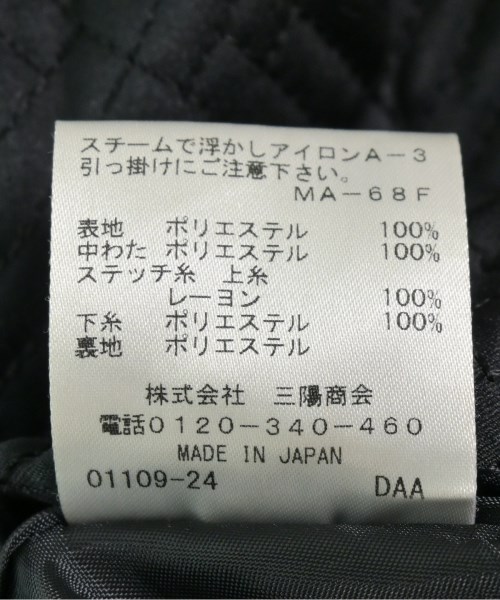 スチームで浮かしアイロンA－3
引っ掛けにご注意下さい。
MA－68F
表地 ポリエステル 100%
中わた ポリエステル 100%
ステッチ糸 上糸
レーヨン 100%
下糸 ポリエステル 100%
裏地 ポリエステル
株式会社 三陽商会
電話0120－340－460
MADE IN JAPAN
01109-24 DAA